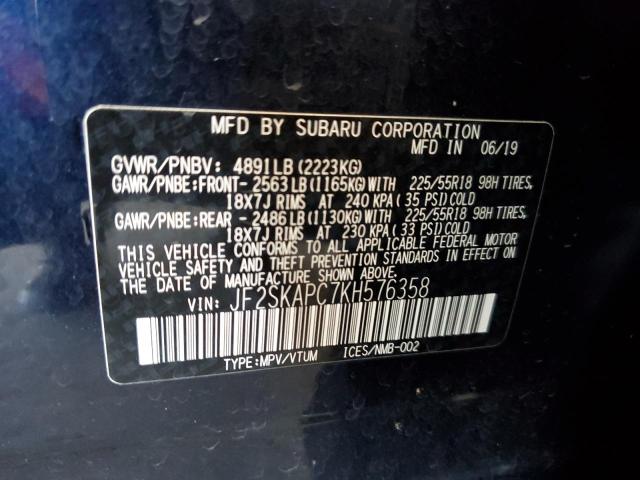 MFD BY SUBARU CORPORATION
MFD IN 06/19
GVWR/PNBV: 4891LB(2223KG)
GAWR/PNBE:FRONT- 2563LB(1165KG)WITH 225/55R18 98H TIRES,
18X7J RIMS AT 240 KPA(35 PSI)COLD
GAWR/PNBE:REAR - 2486LB(1130KG)WITH 225/55R18 98H TIRES,
18X7J RIMS AT 230 KPA(33 PSI)COLD
THIS VEHICLE CONFORMS TO ALL APPLICABLE FEDERAL MOTOR
VEHICLE SAFETY AND THEFT PREVENTION STANDARDS IN EFFECT ON
THE DATE OF MANUFACTURE SHOWN ABOVE.
VIN: JF2SKAPC7KH576358
TYPE:MPV/VTUM ICES/NMB-002